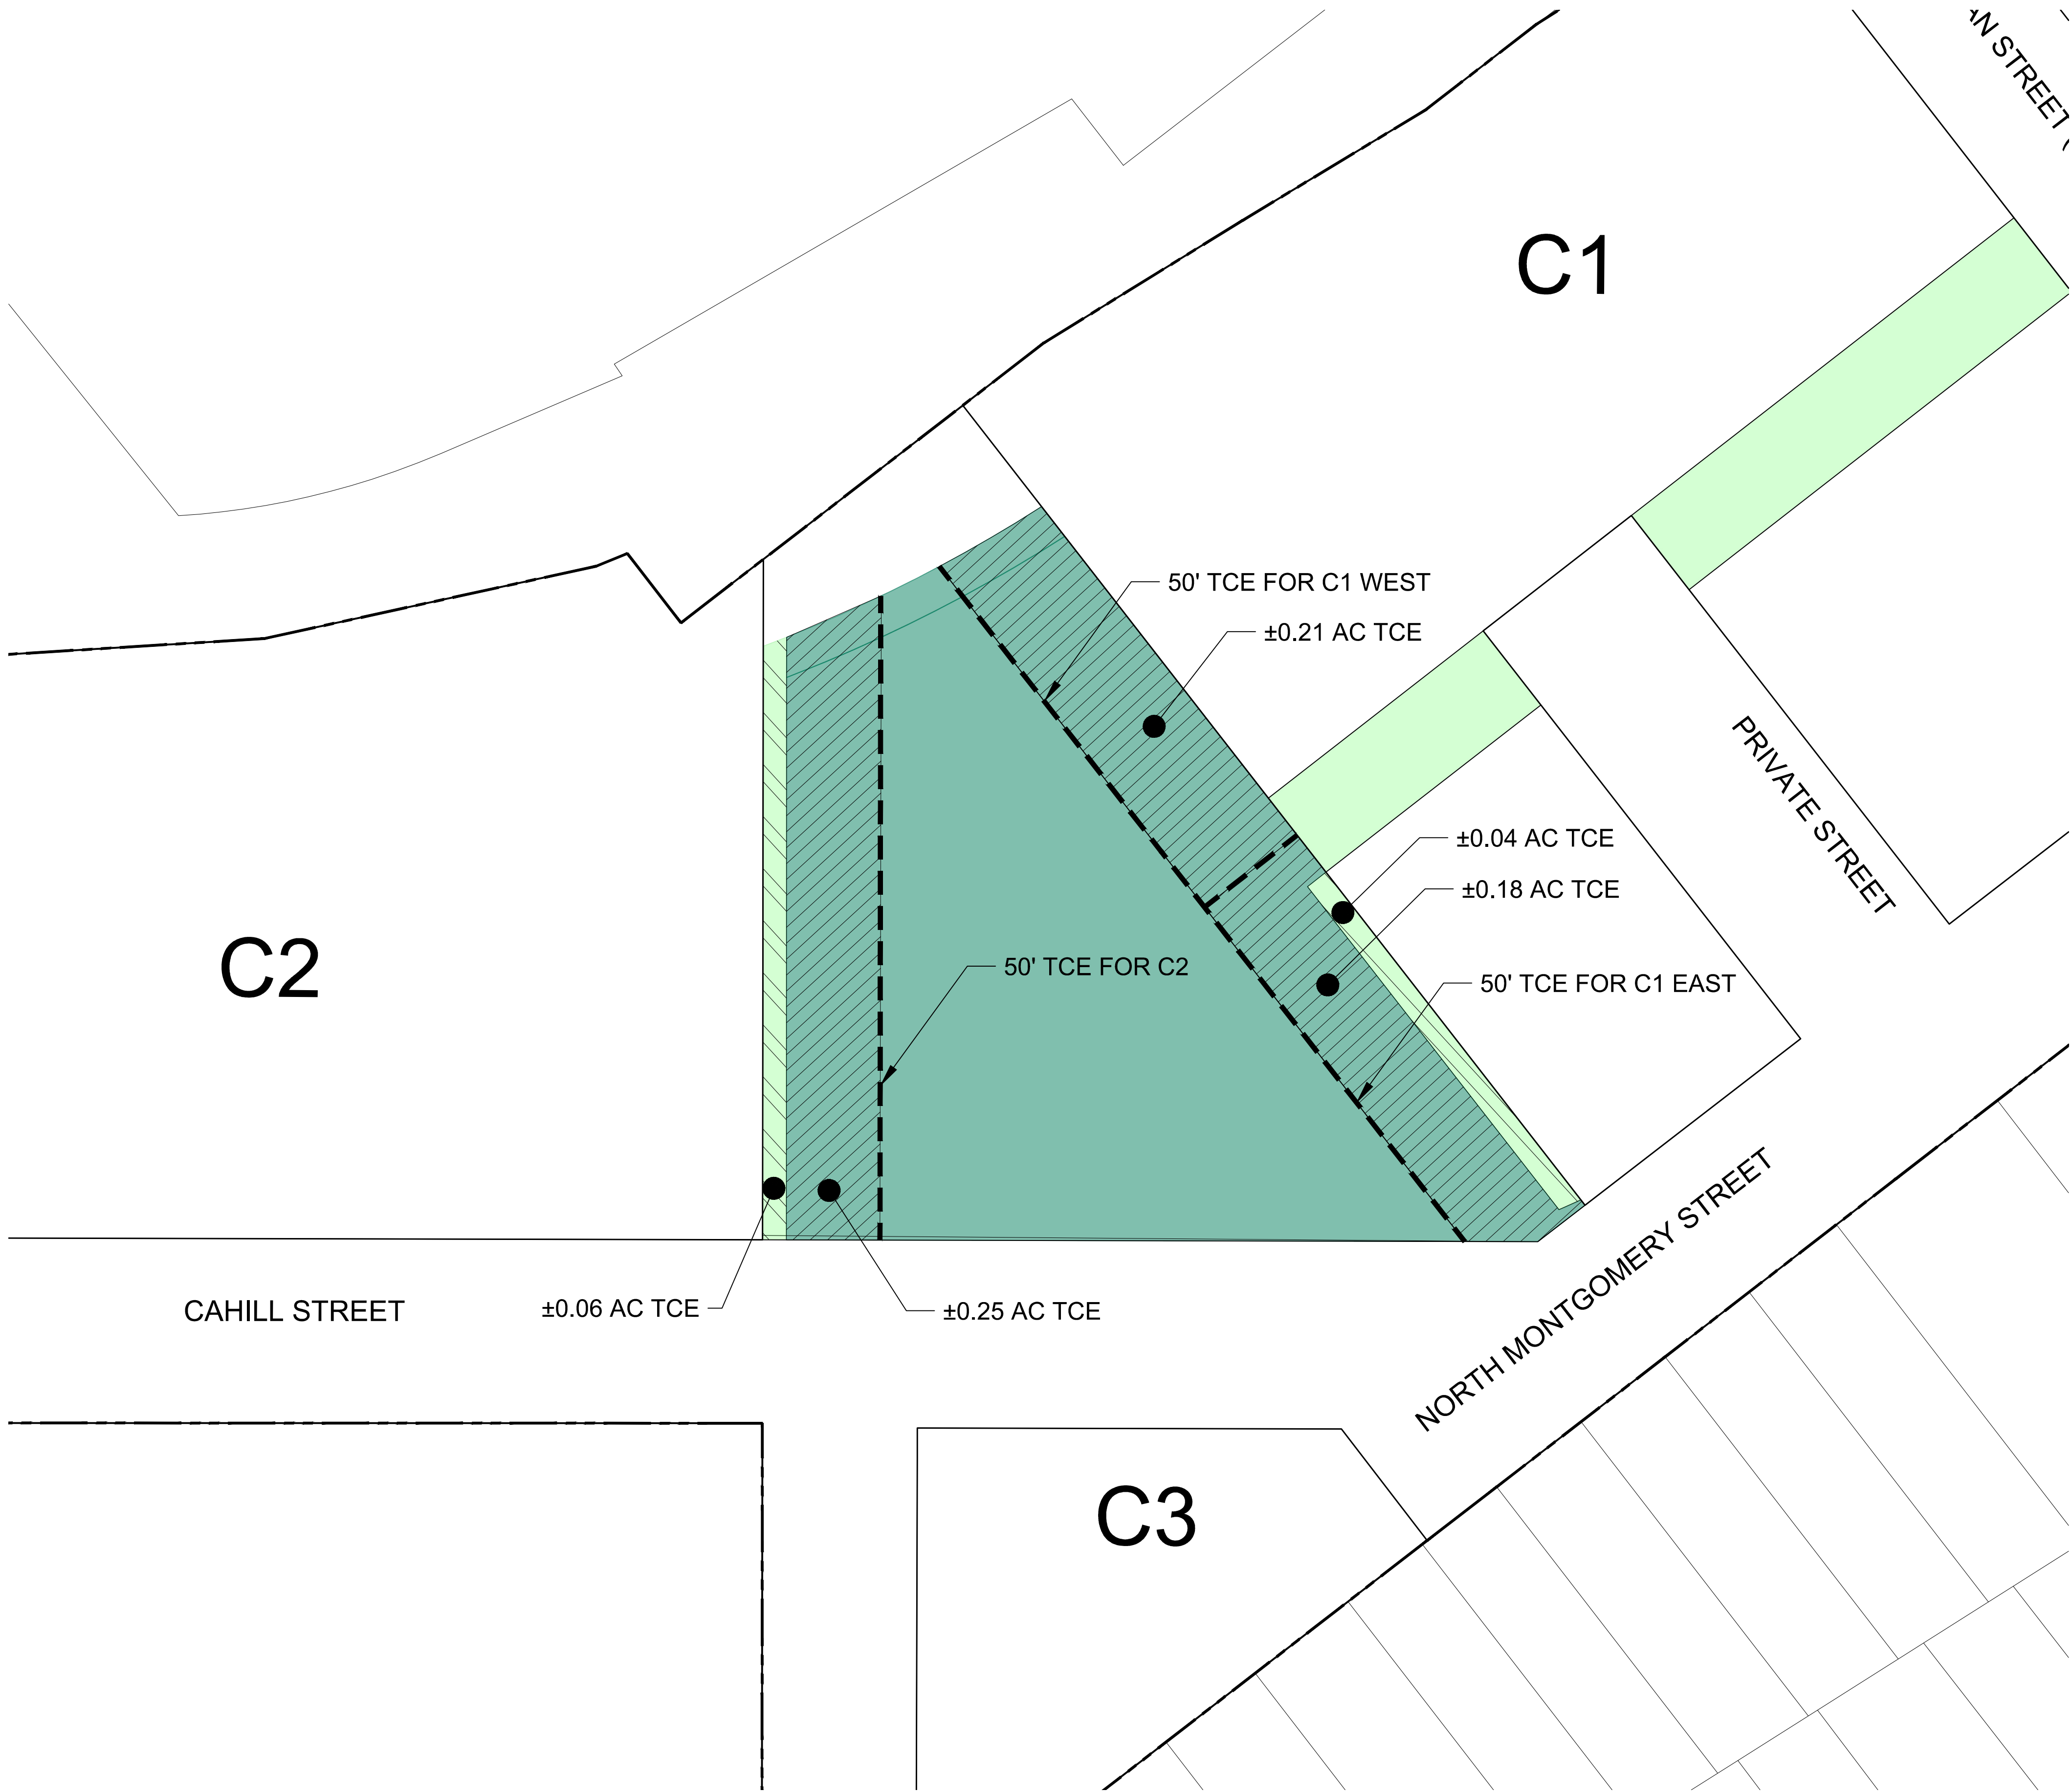 STREET
C1
50' TCE FOR C1 WEST
±0.21 AC TCE
PRIVATE STREET
±0.04 AC TCE
±0.18 AC TCE
C2
50' TCE FOR C2
50' TCE FOR C1 EAST
CAHILL STREET
±0.06 AC TCE
±0.25 AC TCE
NORTH MONTGOMERY STREET
C3